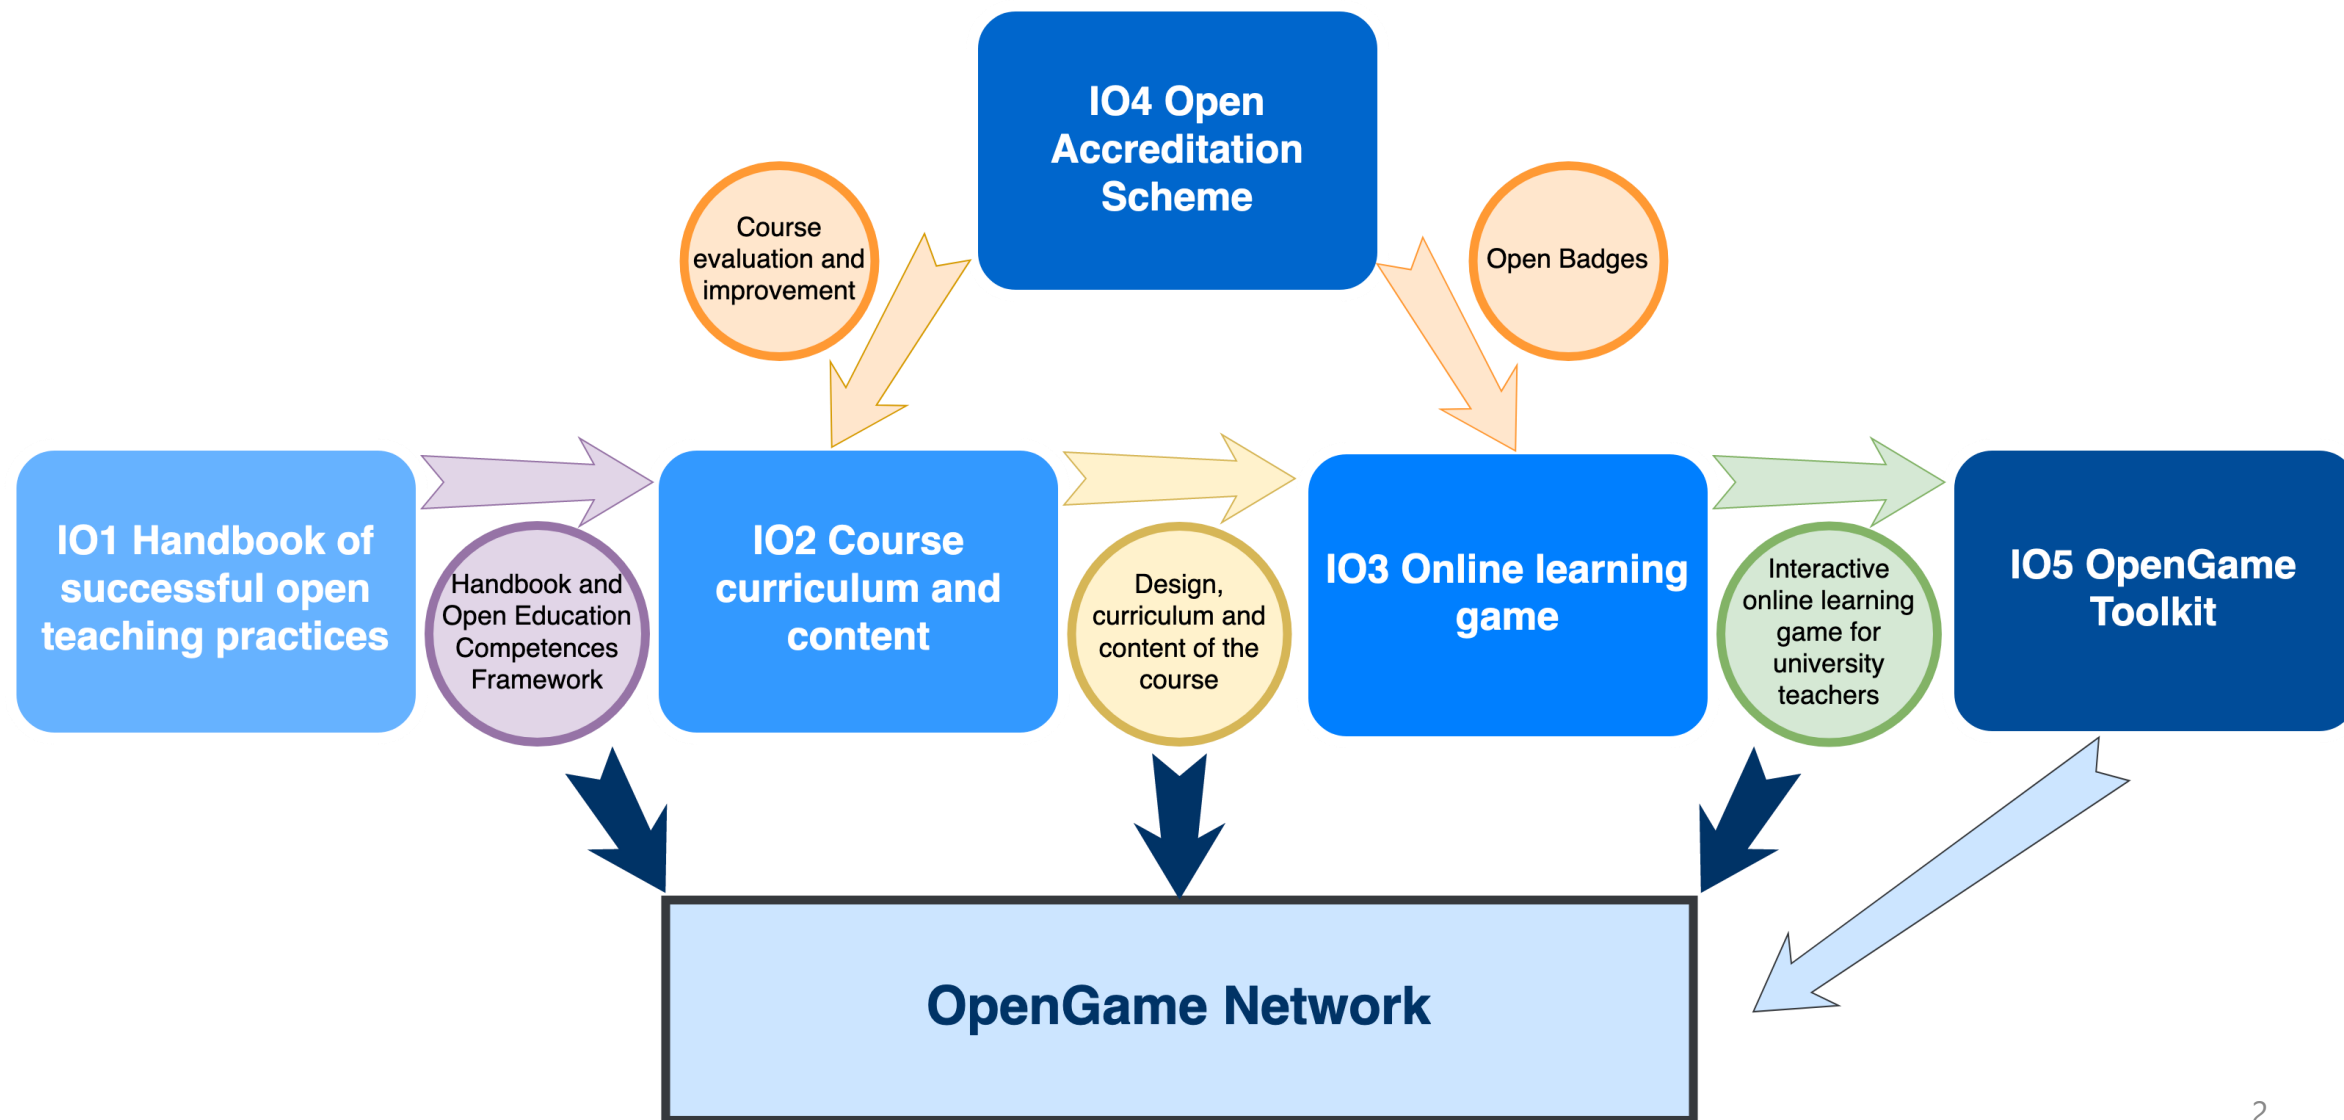 IO4 Open
Accreditation
Scheme
Course
evaluation and
improvement
Open Badges
IO1 Handbook of
successful open
teaching practices
Handbook and
Open Education
Competences
Framework
IO2 Course
curriculum and
content
Design,
curriculum and
content of the
course
IO3 Online learning
game
Interactive
online learning
game for
university
teachers
IO5 OpenGame
Toolkit
OpenGame Network
2